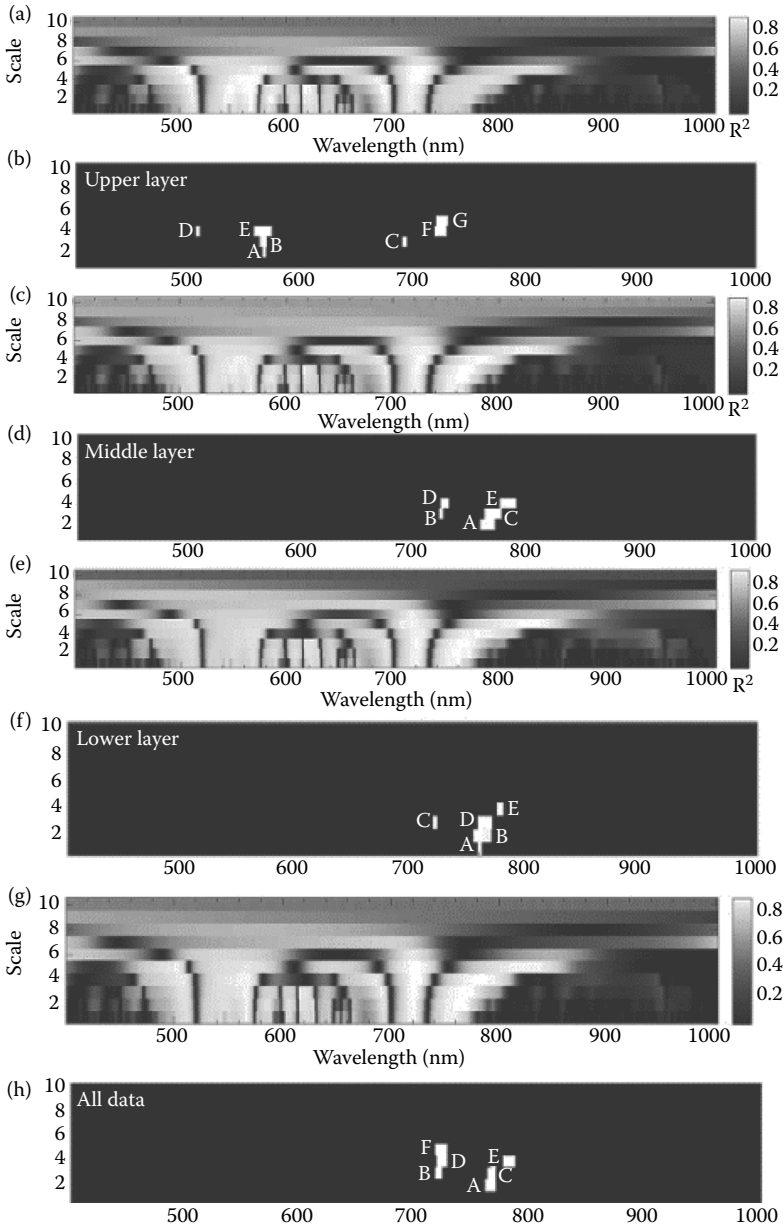 (a)
10
8
6
4
2
Scale
500 600 700 800 900 1000
Wavelength (nm)
0.8
0.6
0.4
0.2
R²
(b)
10
8
6
4
2
Upper layer
D E A B C F G
500 600 700 800 900 1000
(c)
10
8
6
4
2
Scale
500 600 700 800 900 1000
Wavelength (nm)
0.8
0.6
0.4
0.2
R²
(d)
10
8
6
4
2
Middle layer
D B A E C
500 600 700 800 900 1000
(e)
10
8
6
4
2
Scale
500 600 700 800 900 1000
Wavelength (nm)
0.8
0.6
0.4
0.2
R²
(f)
10
8
6
4
2
Lower layer
C D A B E
500 600 700 800 900 1000
(g)
10
8
6
4
2
Scale
500 600 700 800 900 1000
Wavelength (nm)
0.8
0.6
0.4
0.2
(h)
10
8
6
4
2
All data
F B D A E C
500 600 700 800 900 1000